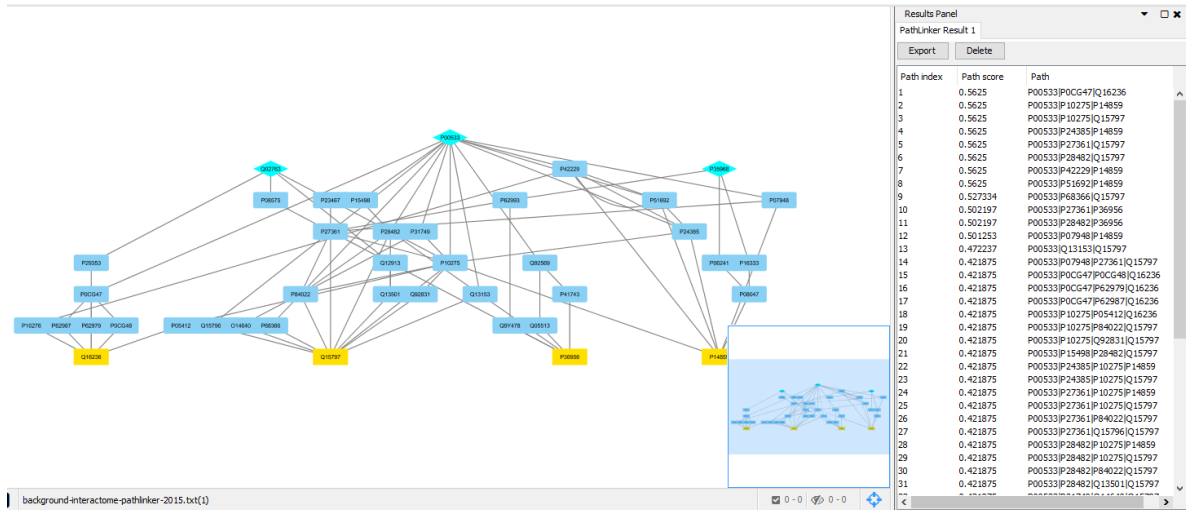 P00533
Q02763 P42229 P35968
P08575 P23467 P15498 P62993 P51692 P07948
P27361 P28482 P31749 P24385
P29353 Q12913 P10275 Q92569 P06241 P16333
P0CG47 P84022 Q13501 Q92831 Q13153 P41743 P08047
P10276 P62987 P62979 P0CG48 P05412 Q15796 O14640 P68366 Q9Y478 Q05513
Q16236 Q15797 P36956 P14859
background-interactome-pathlinker-2015.txt(1) 0 - 0 0 - 0
Results Panel
PathLinker Result 1
Export Delete
Path index Path score Path
1 0.5625 P00533|P0CG47|Q16236
2 0.5625 P00533|P10275|P14859
3 0.5625 P00533|P10275|Q15797
4 0.5625 P00533|P24385|P14859
5 0.5625 P00533|P27361|Q15797
6 0.5625 P00533|P28482|Q15797
7 0.5625 P00533|P42229|P14859
8 0.5625 P00533|P51692|P14859
9 0.527334 P00533|P68366|Q15797
10 0.502197 P00533|P27361|P36956
11 0.502197 P00533|P28482|P36956
12 0.501253 P00533|P07948|P14859
13 0.472237 P00533|Q13153|Q15797
14 0.421875 P00533|P07948|P27361|Q15797
15 0.421875 P00533|P0CG47|P0CG48|Q16236
16 0.421875 P00533|P0CG47|P62979|Q16236
17 0.421875 P00533|P0CG47|P62987|Q16236
18 0.421875 P00533|P10275|P05412|Q16236
19 0.421875 P00533|P10275|P84022|Q15797
20 0.421875 P00533|P10275|Q92831|Q15797
21 0.421875 P00533|P15498|P28482|Q15797
22 0.421875 P00533|P24385|P10275|P14859
23 0.421875 P00533|P24385|P10275|Q15797
24 0.421875 P00533|P27361|P10275|P14859
25 0.421875 P00533|P27361|P10275|Q15797
26 0.421875 P00533|P27361|P84022|Q15797
27 0.421875 P00533|P27361|Q15796|Q15797
28 0.421875 P00533|P28482|P10275|P14859
29 0.421875 P00533|P28482|P10275|Q15797
30 0.421875 P00533|P28482|P84022|Q15797
31 0.421875 P00533|P28482|Q13501|Q15797